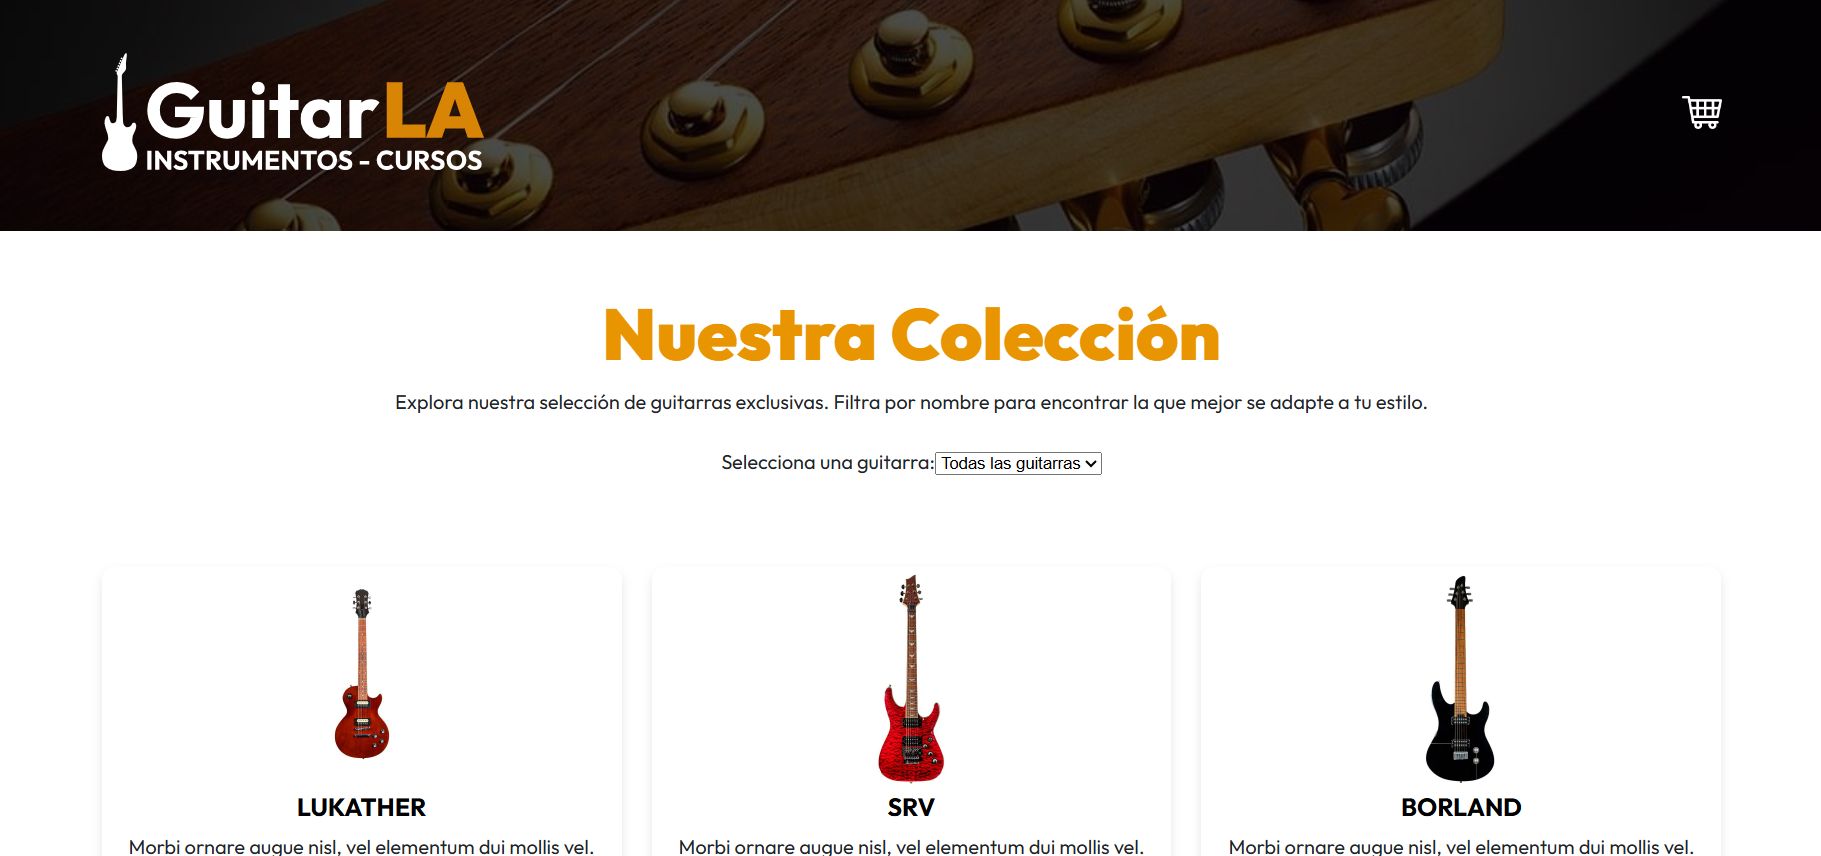 GuitarLA
INSTRUMENTOS - CURSOS
Nuestra Colección
Explora nuestra selección de guitarras exclusivas. Filtra por nombre para encontrar la que mejor se adapte a tu estilo.
Selecciona una guitarra: Todas las guitarras
LUKATHER
Morbi ornare augue nisl, vel elementum dui mollis vel.
SRV
Morbi ornare augue nisl, vel elementum dui mollis vel.
BORLAND
Morbi ornare augue nisl, vel elementum dui mollis vel.